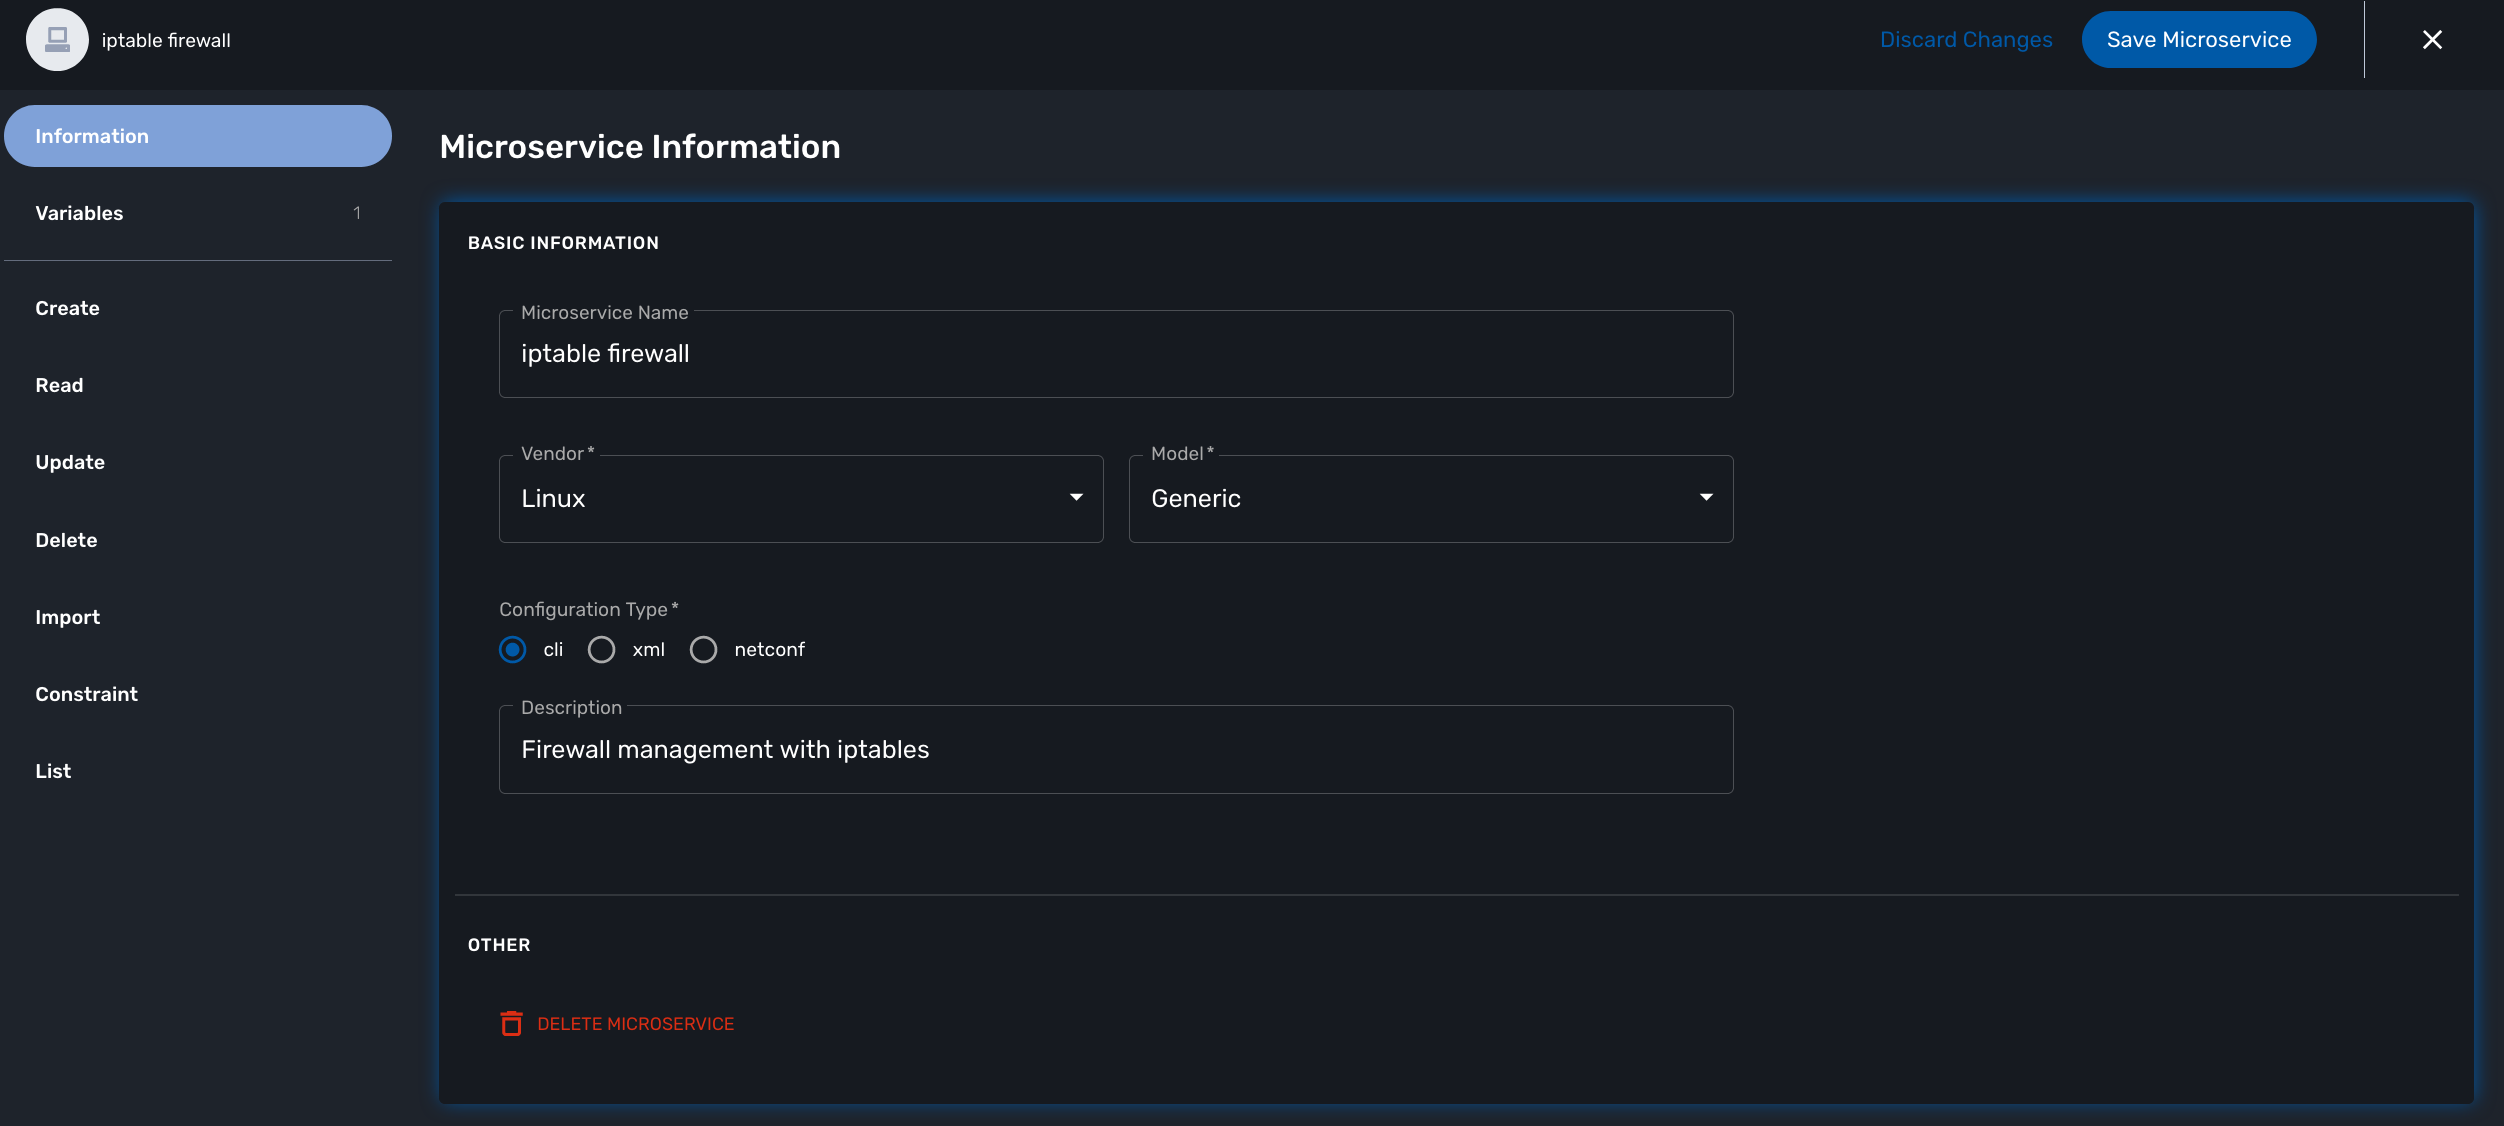 iptable firewall
Discard Changes
Save Microservice
Information
Variables 1
Create
Read
Update
Delete
Import
Constraint
List
Microservice Information
BASIC INFORMATION
Microservice Name
iptable firewall
Vendor *
Linux
Model *
Generic
Configuration Type *
cli
xml
netconf
Description
Firewall management with iptables
OTHER
DELETE MICROSERVICE